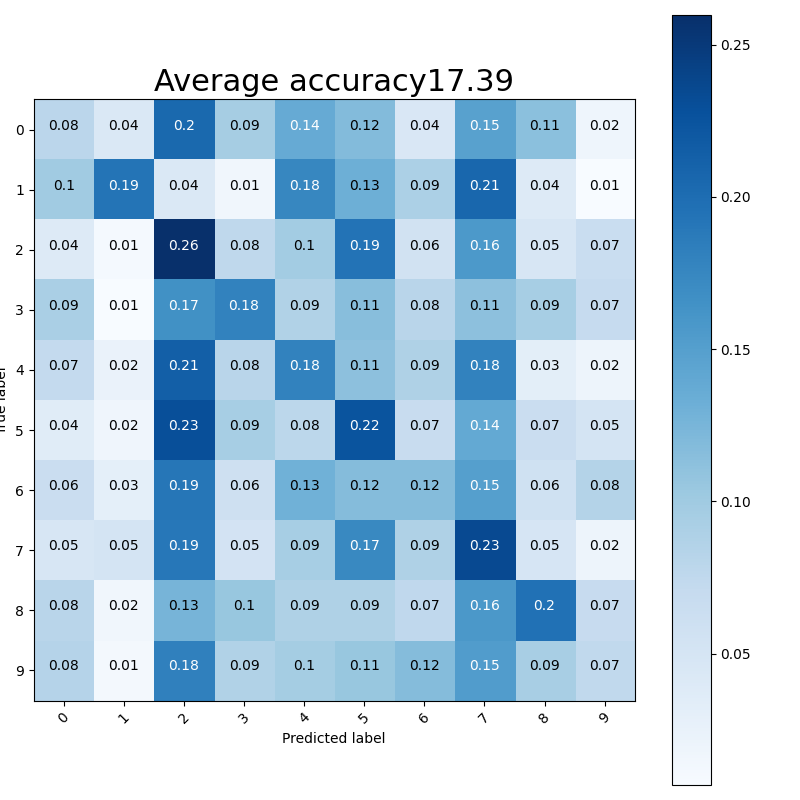 Average accuracy17.39
0 0.08 0.04 0.2 0.09 0.14 0.12 0.04 0.15 0.11 0.02
1 0.1 0.19 0.04 0.01 0.18 0.13 0.09 0.21 0.04 0.01
2 0.04 0.01 0.26 0.08 0.1 0.19 0.06 0.16 0.05 0.07
3 0.09 0.01 0.17 0.18 0.09 0.11 0.08 0.11 0.09 0.07
4 0.07 0.02 0.21 0.08 0.18 0.11 0.09 0.18 0.03 0.02
5 0.04 0.02 0.23 0.09 0.08 0.22 0.07 0.14 0.07 0.05
6 0.06 0.03 0.19 0.06 0.13 0.12 0.12 0.15 0.06 0.08
7 0.05 0.05 0.19 0.05 0.09 0.17 0.09 0.23 0.05 0.02
8 0.08 0.02 0.13 0.1 0.09 0.09 0.07 0.16 0.2 0.07
9 0.08 0.01 0.18 0.09 0.1 0.11 0.12 0.15 0.09 0.07
0 1 2 3 4 5 6 7 8 9
Predicted label
True label
0.25
0.20
0.15
0.10
0.05